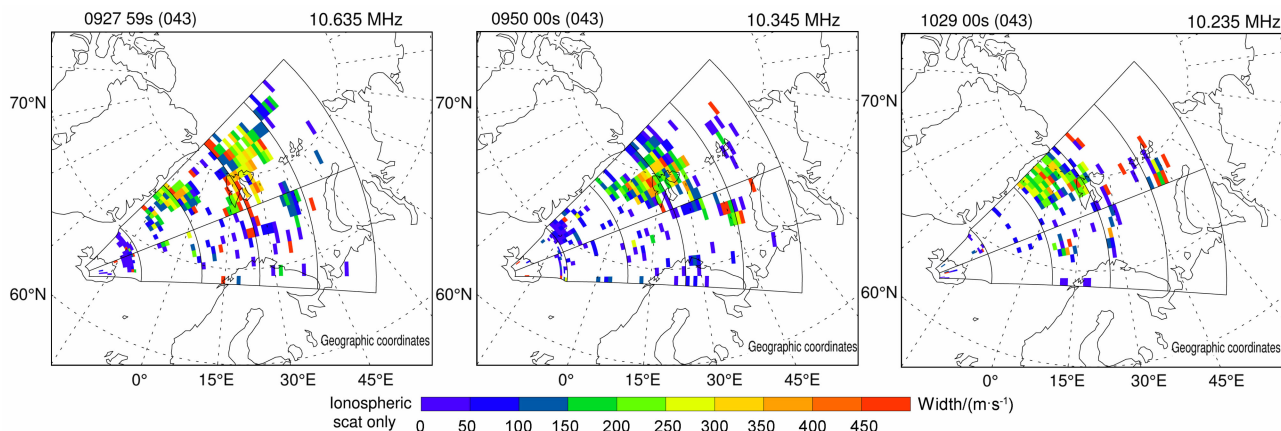 0927 59s (043) 10.635 MHz
0950 00s (043) 10.345 MHz
1029 00s (043) 10.235 MHz
70°N
60°N
0° 15°E 30°E 45°E
Geographic coordinates
70°N
60°N
0° 15°E 30°E 45°E
Geographic coordinates
70°N
60°N
0° 15°E 30°E 45°E
Geographic coordinates
Ionospheric
scat only
0 50 100 150 200 250 300 350 400 450
Width/(m·s⁻¹)